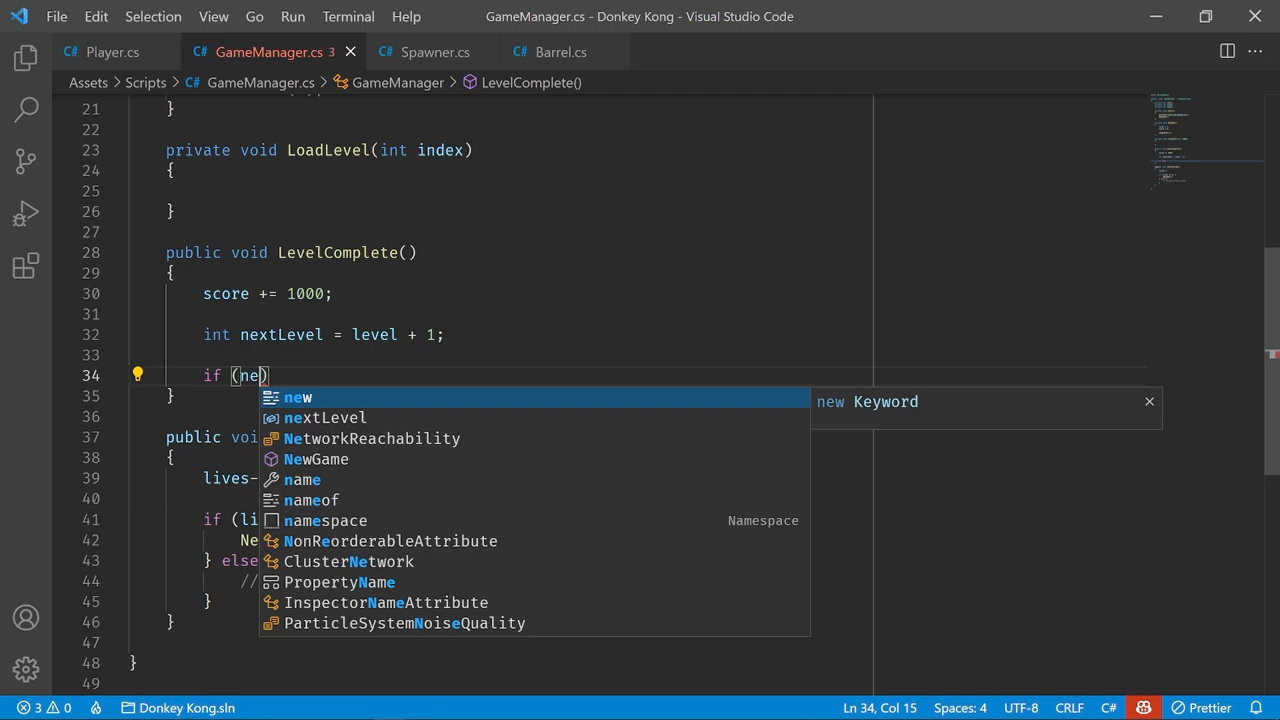 File Edit Selection View Go Run Terminal Help GameManager.cs - Donkey Kong - Visual Studio Code
C# Player.cs C# GameManager.cs 3 C# Spawner.cs C# Barrel.cs
Assets > Scripts > C# GameManager.cs > GameManager > LevelComplete()
21 }
22
23 private void LoadLevel(int index)
24 {
25
26 }
27
28 public void LevelComplete()
29 {
30 score += 1000;
31
32 int nextLevel = level + 1;
33
34 if (ne)
35 }
36
37 public voi
38 {
39 lives-
40
41 if (li
42 Ne
43 } else
44 //
45 }
46 }
47
48 }
49
new
nextLevel
NetworkReachability
NewGame
name
nameof
namespace Namespace
NonReorderableAttribute
ClusterNetwork
PropertyName
InspectorNameAttribute
ParticleSystemNoiseQuality
new Keyword
3 0 Donkey Kong.sln Ln 34, Col 15 Spaces: 4 UTF-8 CRLF C# Prettier